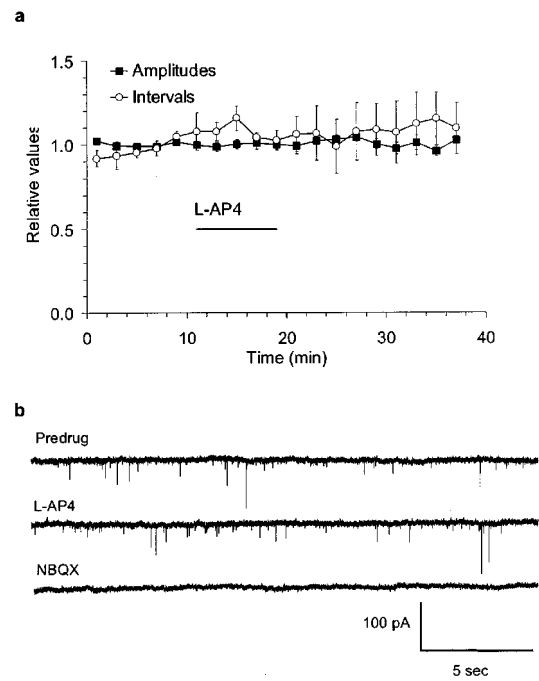 a
1.5
Amplitudes
Intervals
1.0
Relative values
L-AP4
0.5
0.0
0
10
20
30
40
Time (min)
b
Predrug
L-AP4
NBQX
100 pA
5 sec